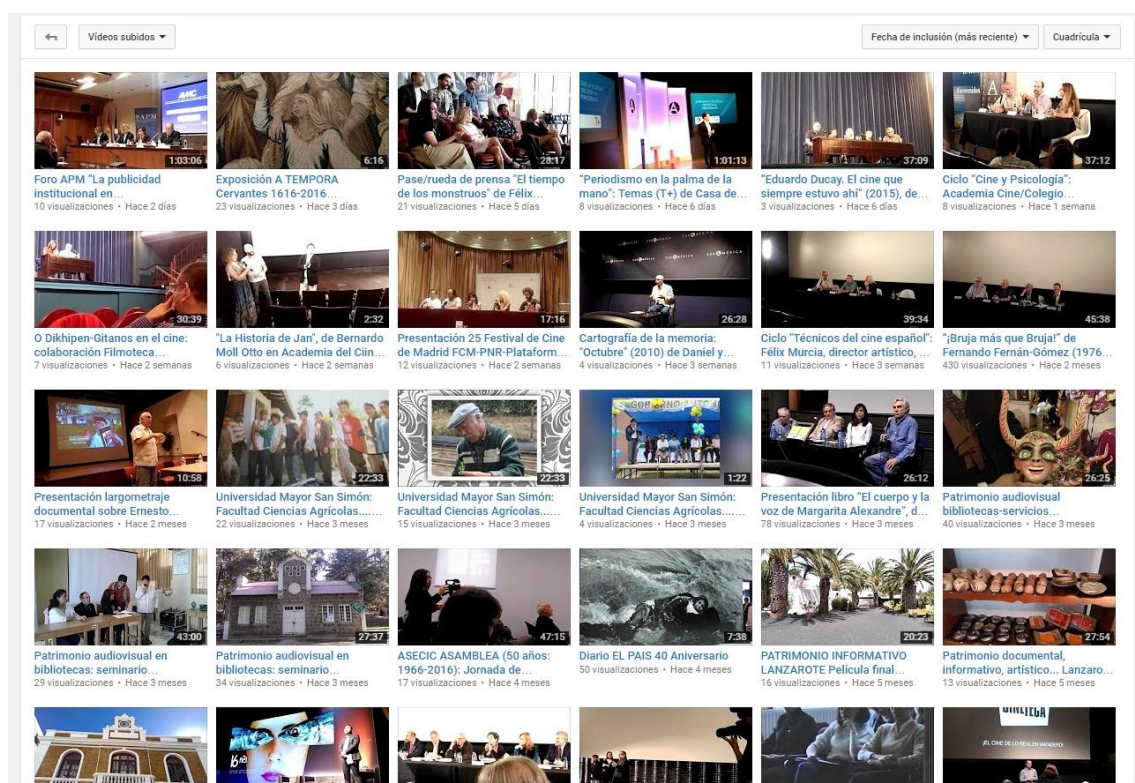 Vídeos subidos
Fecha de inclusión (más reciente)
Cuadrícula
1:03:06
6:16
28:17
1:01:13
37:09
37:12
Foro APM "La publicidad
institucional en...
10 visualizaciones • Hace 2 días
Exposición A TEMPORA
Cervantes 1616-2016...
23 visualizaciones • Hace 3 días
Pase/rueda de prensa "El tiempo
de los monstruos" de Félix...
21 visualizaciones • Hace 5 días
"Periodismo en la palma de la
mano": Temas (T+) de Casa de...
8 visualizaciones • Hace 6 días
"Eduardo Ducay. El cine que
siempre estuvo ahí" (2015), de...
3 visualizaciones • Hace 6 días
Ciclo "Cine y Psicología":
Academia Cine/Colegio...
8 visualizaciones • Hace 1 semana
30:39
2:32
17:16
26:28
39:34
45:38
O Dikhipen-Gitanos en el cine:
colaboración Filmoteca...
7 visualizaciones • Hace 2 semanas
"La Historia de Jan", de Bernardo
Moll Otto en Academia del Ciin...
6 visualizaciones • Hace 2 semanas
Presentación 25 Festival de Cine
de Madrid FCM-PNR-Plataform...
12 visualizaciones • Hace 2 semanas
Cartografía de la memoria:
"Octubre" (2010) de Daniel y...
4 visualizaciones • Hace 3 semanas
Ciclo "Técnicos del cine español":
Félix Murcia, director artístico, ...
11 visualizaciones • Hace 3 semanas
"¡Bruja más que Bruja!" de
Fernando Fernán-Gómez (1976...
430 visualizaciones • Hace 2 meses
GOBIERNO AUTÓNO
10:58
22:33
22:33
1:22
26:12
26:25
Presentación largometraje
documental sobre Ernesto...
17 visualizaciones • Hace 2 meses
Universidad Mayor San Simón:
Facultad Ciencias Agrícolas......
22 visualizaciones • Hace 3 meses
Universidad Mayor San Simón:
Facultad Ciencias Agrícolas......
15 visualizaciones • Hace 3 meses
Universidad Mayor San Simón:
Facultad Ciencias Agrícolas......
4 visualizaciones • Hace 3 meses
Presentación libro "El cuerpo y la
voz de Margarita Alexandre", d...
78 visualizaciones • Hace 3 meses
Patrimonio audiovisual
bibliotecas-servicios...
40 visualizaciones • Hace 3 meses
43:00
27:37
47:15
7:38
20:23
27:54
Patrimonio audiovisual en
bibliotecas: seminario...
29 visualizaciones • Hace 3 meses
Patrimonio audiovisual en
bibliotecas: seminario...
34 visualizaciones • Hace 3 meses
ASECIC ASAMBLEA (50 años:
1966-2016): Jornada de...
17 visualizaciones • Hace 4 meses
Diario EL PAIS 40 Aniversario
50 visualizaciones • Hace 4 meses
PATRIMONIO INFORMATIVO
LANZAROTE Película final...
16 visualizaciones • Hace 5 meses
Patrimonio documental,
informativo, artístico... Lanzaro...
13 visualizaciones • Hace 5 meses
CINETECA
¡EL CINE DE LO REAL EN MATADERO!